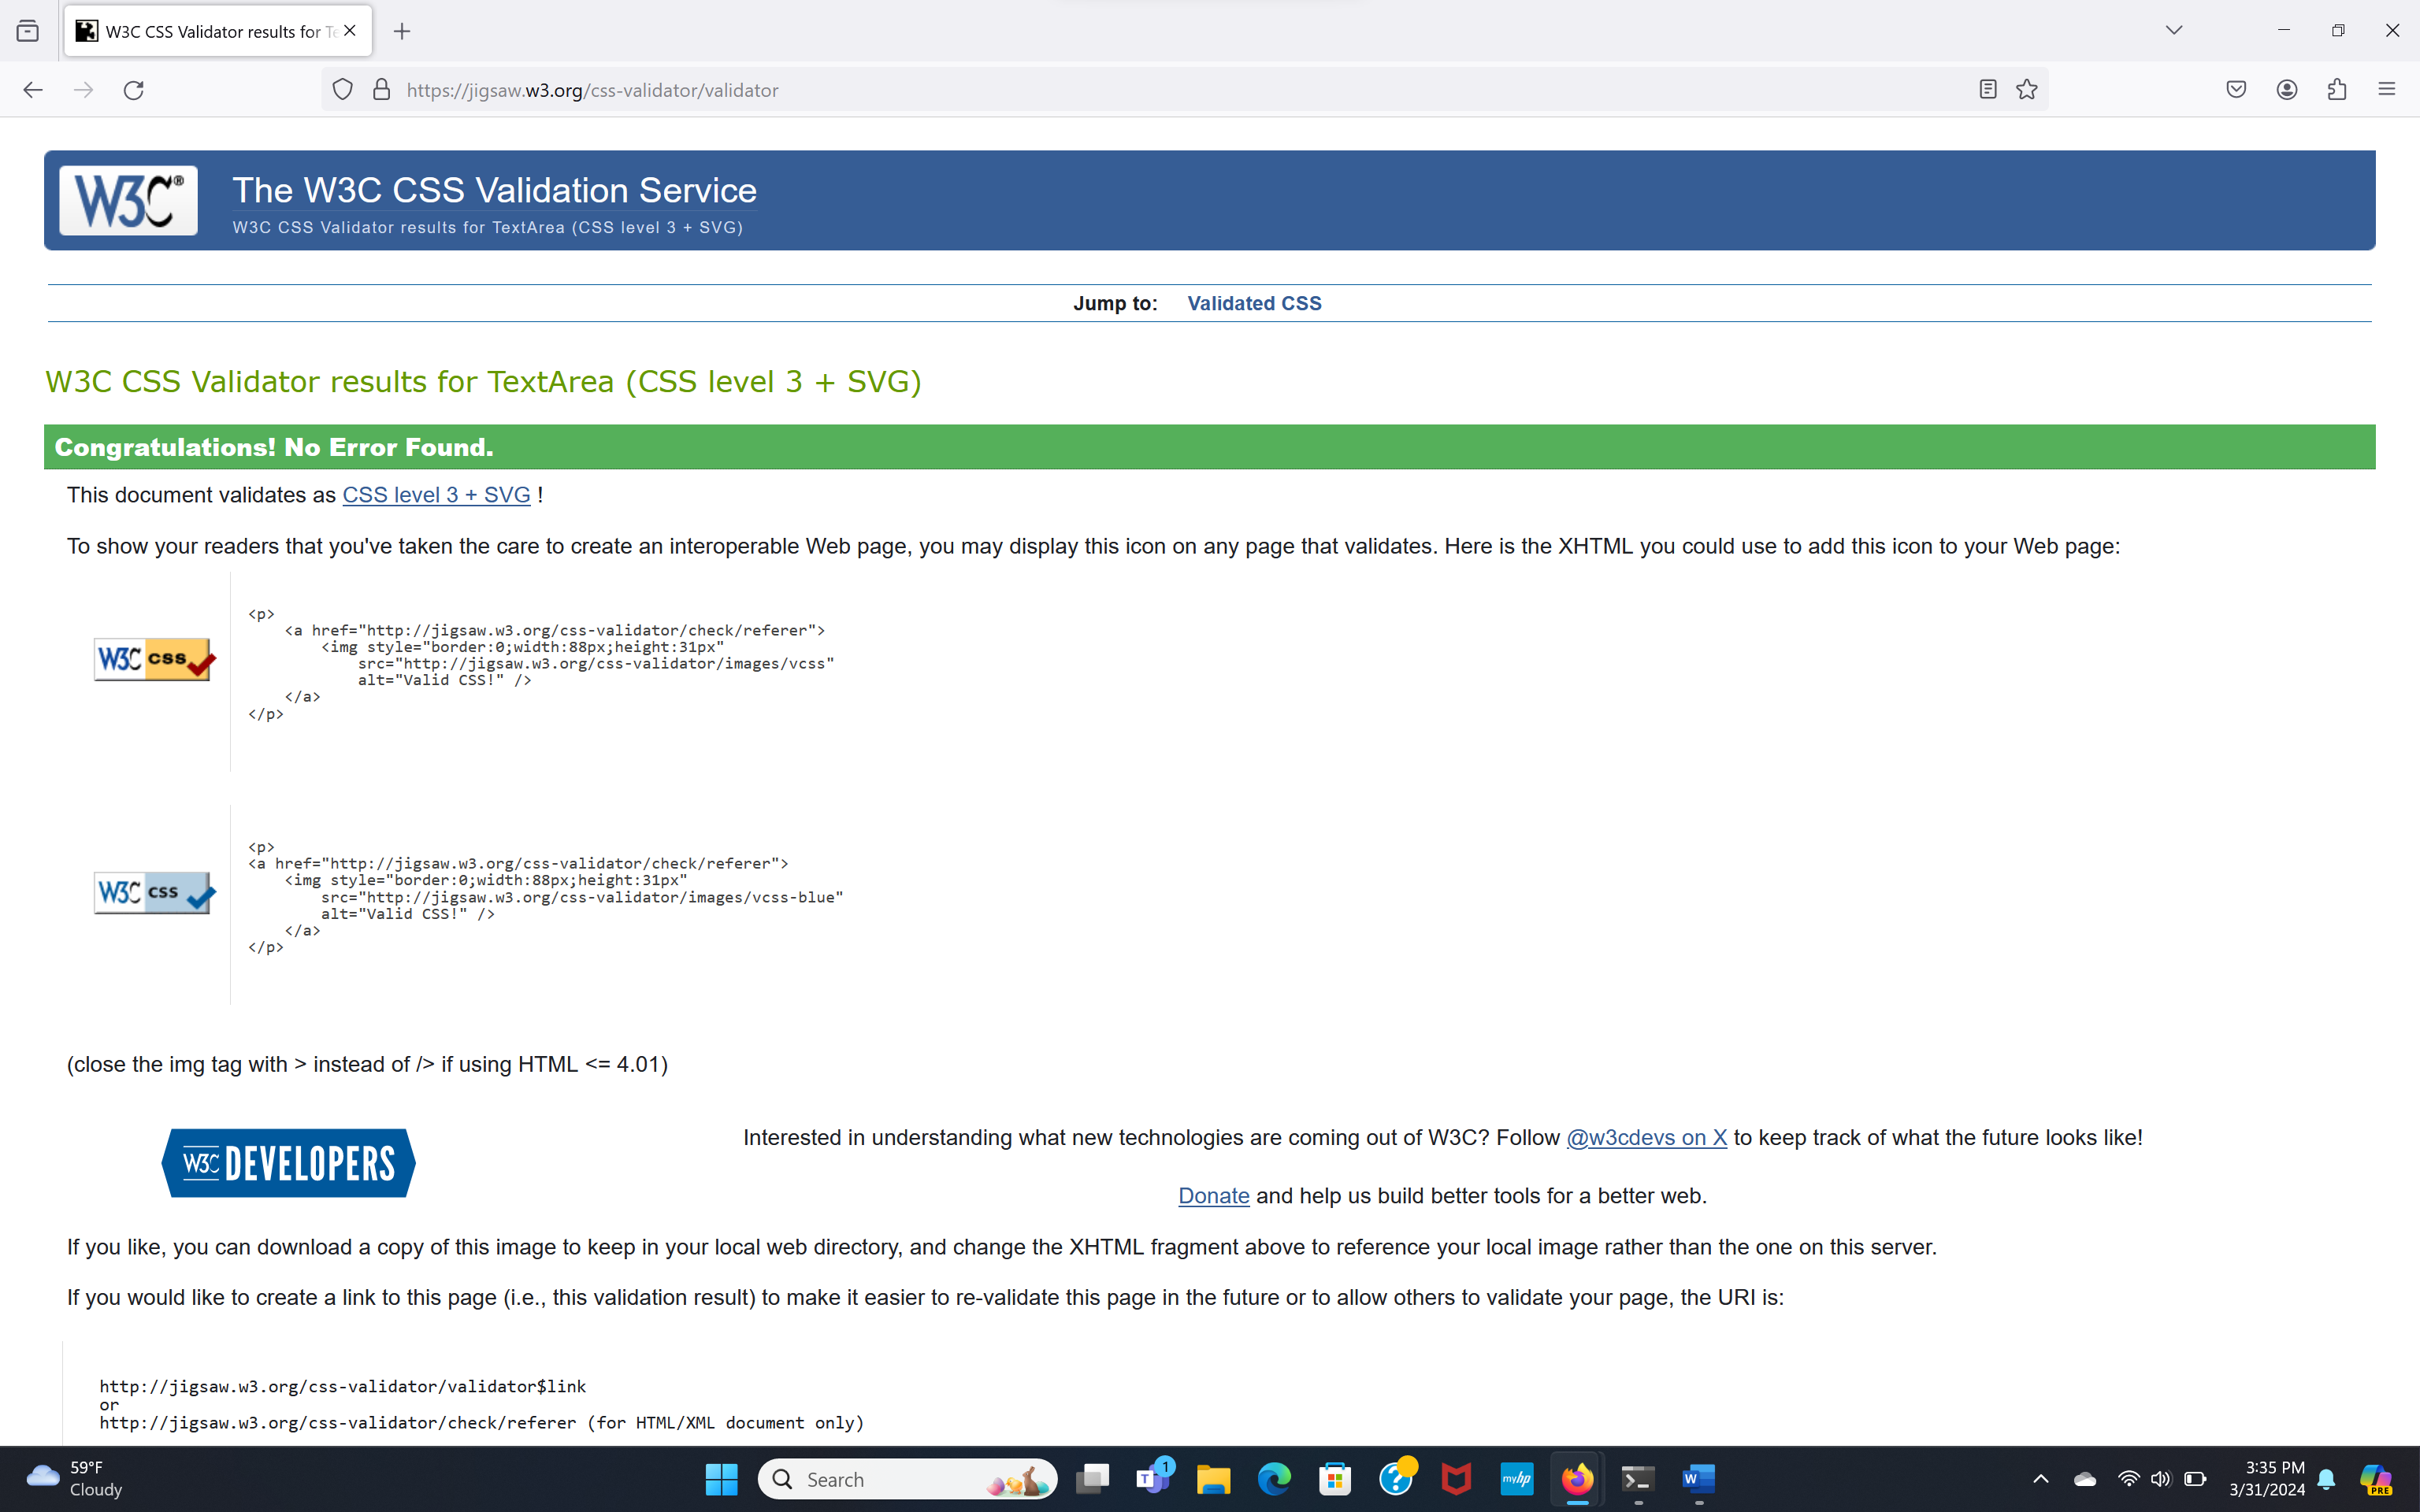 W3C CSS Validator results for Te
https://jigsaw.w3.org/css-validator/validator
W3C®
The W3C CSS Validation Service
W3C CSS Validator results for TextArea (CSS level 3 + SVG)
Jump to: Validated CSS
W3C CSS Validator results for TextArea (CSS level 3 + SVG)
Congratulations! No Error Found.
This document validates as CSS level 3 + SVG !
To show your readers that you've taken the care to create an interoperable Web page, you may display this icon on any page that validates. Here is the XHTML you could use to add this icon to your Web page:
W3C css
<p>
<a href="http://jigsaw.w3.org/css-validator/check/referer">
<img style="border:0;width:88px;height:31px"
src="http://jigsaw.w3.org/css-validator/images/vcss"
alt="Valid CSS!" />
</a>
</p>
W3C css
<p>
<a href="http://jigsaw.w3.org/css-validator/check/referer">
<img style="border:0;width:88px;height:31px"
src="http://jigsaw.w3.org/css-validator/images/vcss-blue"
alt="Valid CSS!" />
</a>
</p>
(close the img tag with > instead of /> if using HTML <= 4.01)
W3C DEVELOPERS
Interested in understanding what new technologies are coming out of W3C? Follow @w3cdevs on X to keep track of what the future looks like!
Donate and help us build better tools for a better web.
If you like, you can download a copy of this image to keep in your local web directory, and change the XHTML fragment above to reference your local image rather than the one on this server.
If you would like to create a link to this page (i.e., this validation result) to make it easier to re-validate this page in the future or to allow others to validate your page, the URI is:
http://jigsaw.w3.org/css-validator/validator$link
or
http://jigsaw.w3.org/css-validator/check/referer (for HTML/XML document only)
59°F
Cloudy
Search
T
1
?
myhp
W
3:35 PM
3/31/2024
PRE